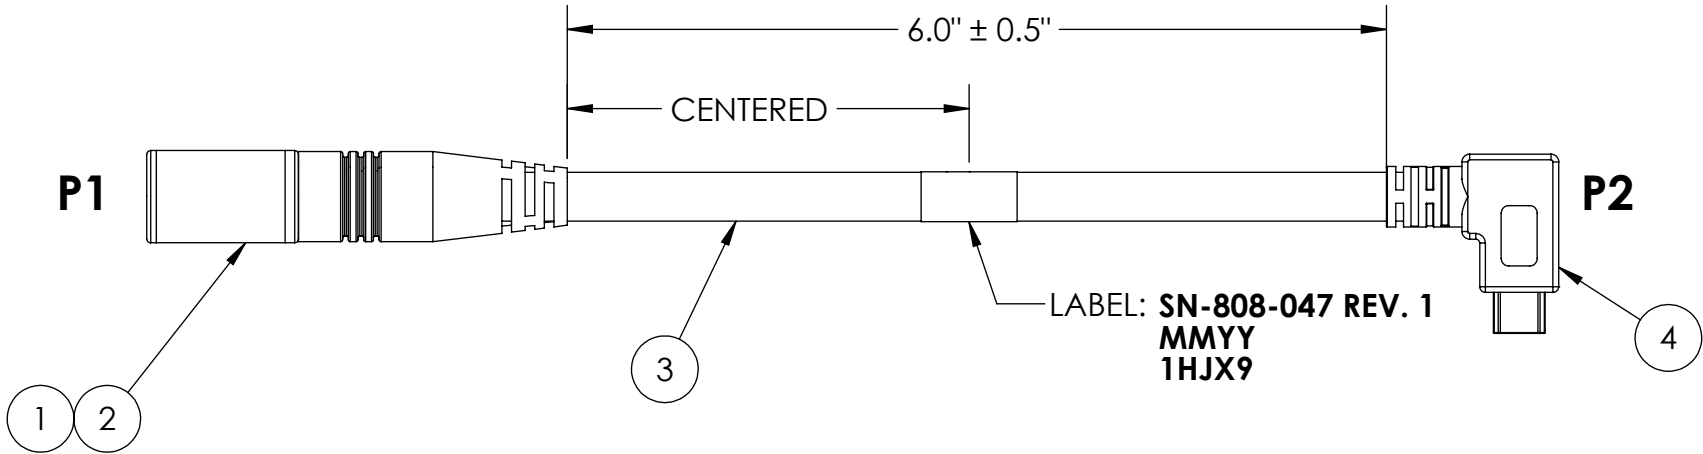 6.0" ± 0.5"
CENTERED
P1
P2
LABEL: SN-808-047 REV. 1
MMYY
1HJX9
3
4
1 2